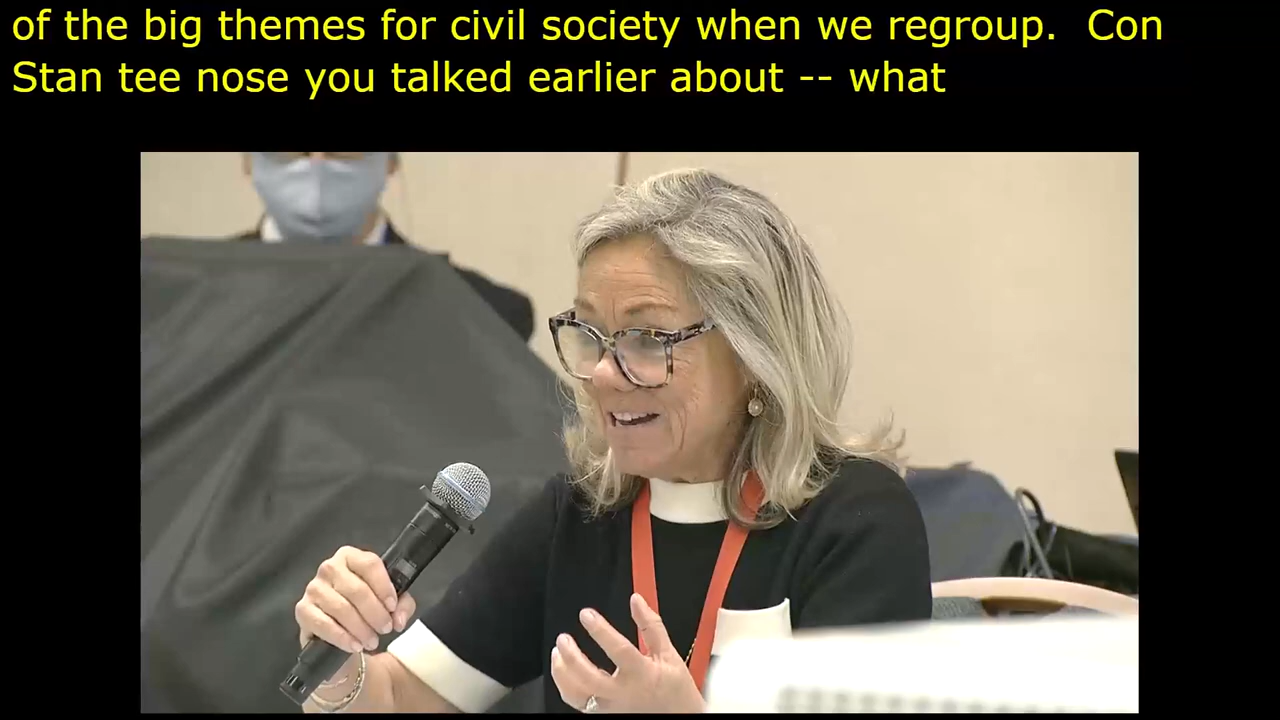 of the big themes for civil society when we regroup.  Con
Stan tee nose you talked earlier about -- what